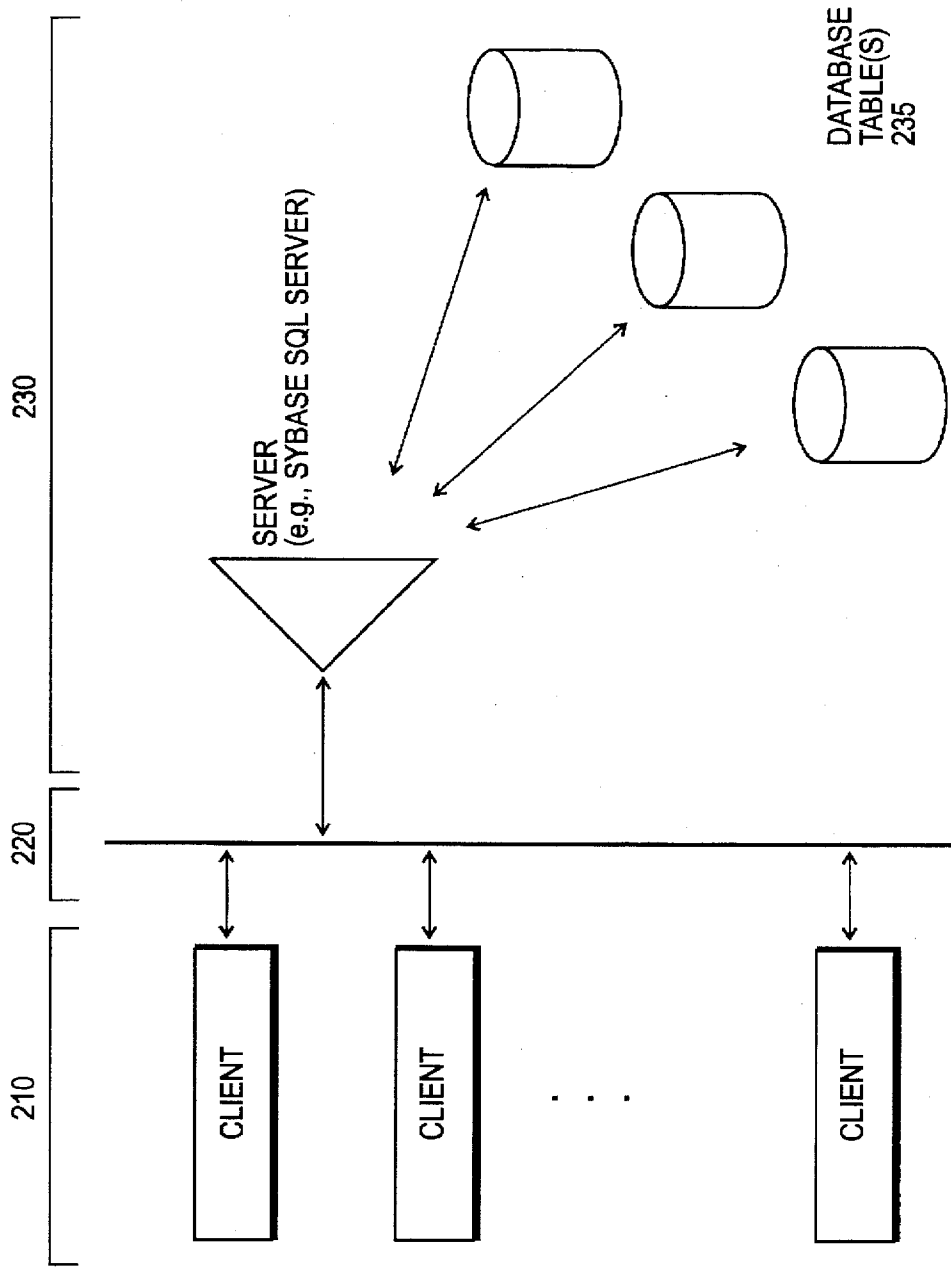 210
220
230
CLIENT
CLIENT
. . .
CLIENT
SERVER
(e.g., SYBASE SQL SERVER)
DATABASE
TABLE(S)
235